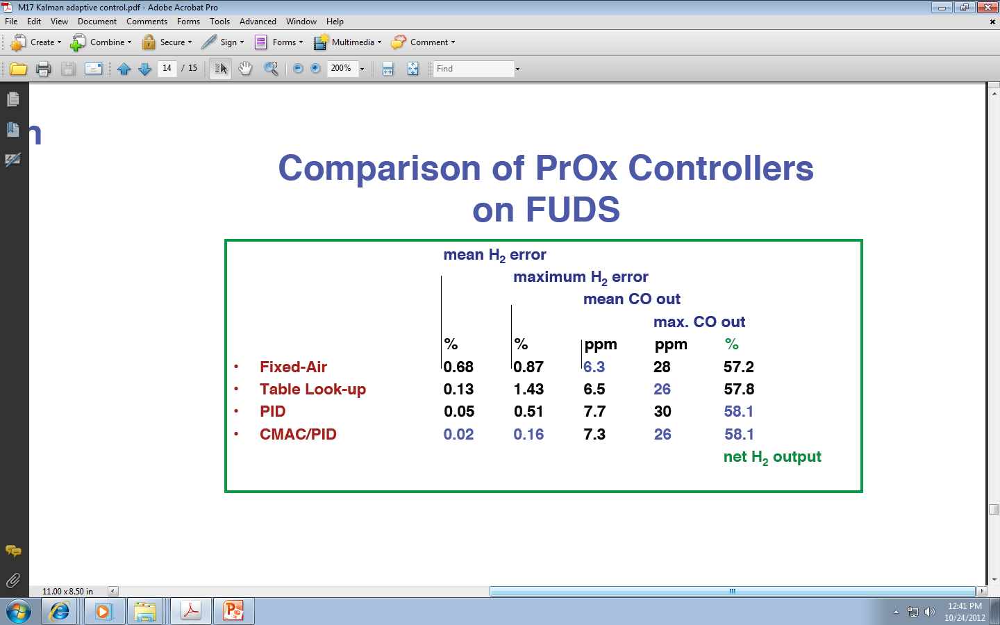 M17 Kalman adaptive control.pdf - Adobe Acrobat Pro
File Edit View Document Comments Forms Tools Advanced Window Help
Create Combine Secure Sign Forms Multimedia Comment
14 / 15 200% Find
n
Comparison of PrOx Controllers
on FUDS
mean H2 error
maximum H2 error
mean CO out
max. CO out
% % ppm ppm %
• Fixed-Air 0.68 0.87 6.3 28 57.2
• Table Look-up 0.13 1.43 6.5 26 57.8
• PID 0.05 0.51 7.7 30 58.1
• CMAC/PID 0.02 0.16 7.3 26 58.1
net H2 output
11.00 x 8.50 in
12:41 PM
10/24/2012